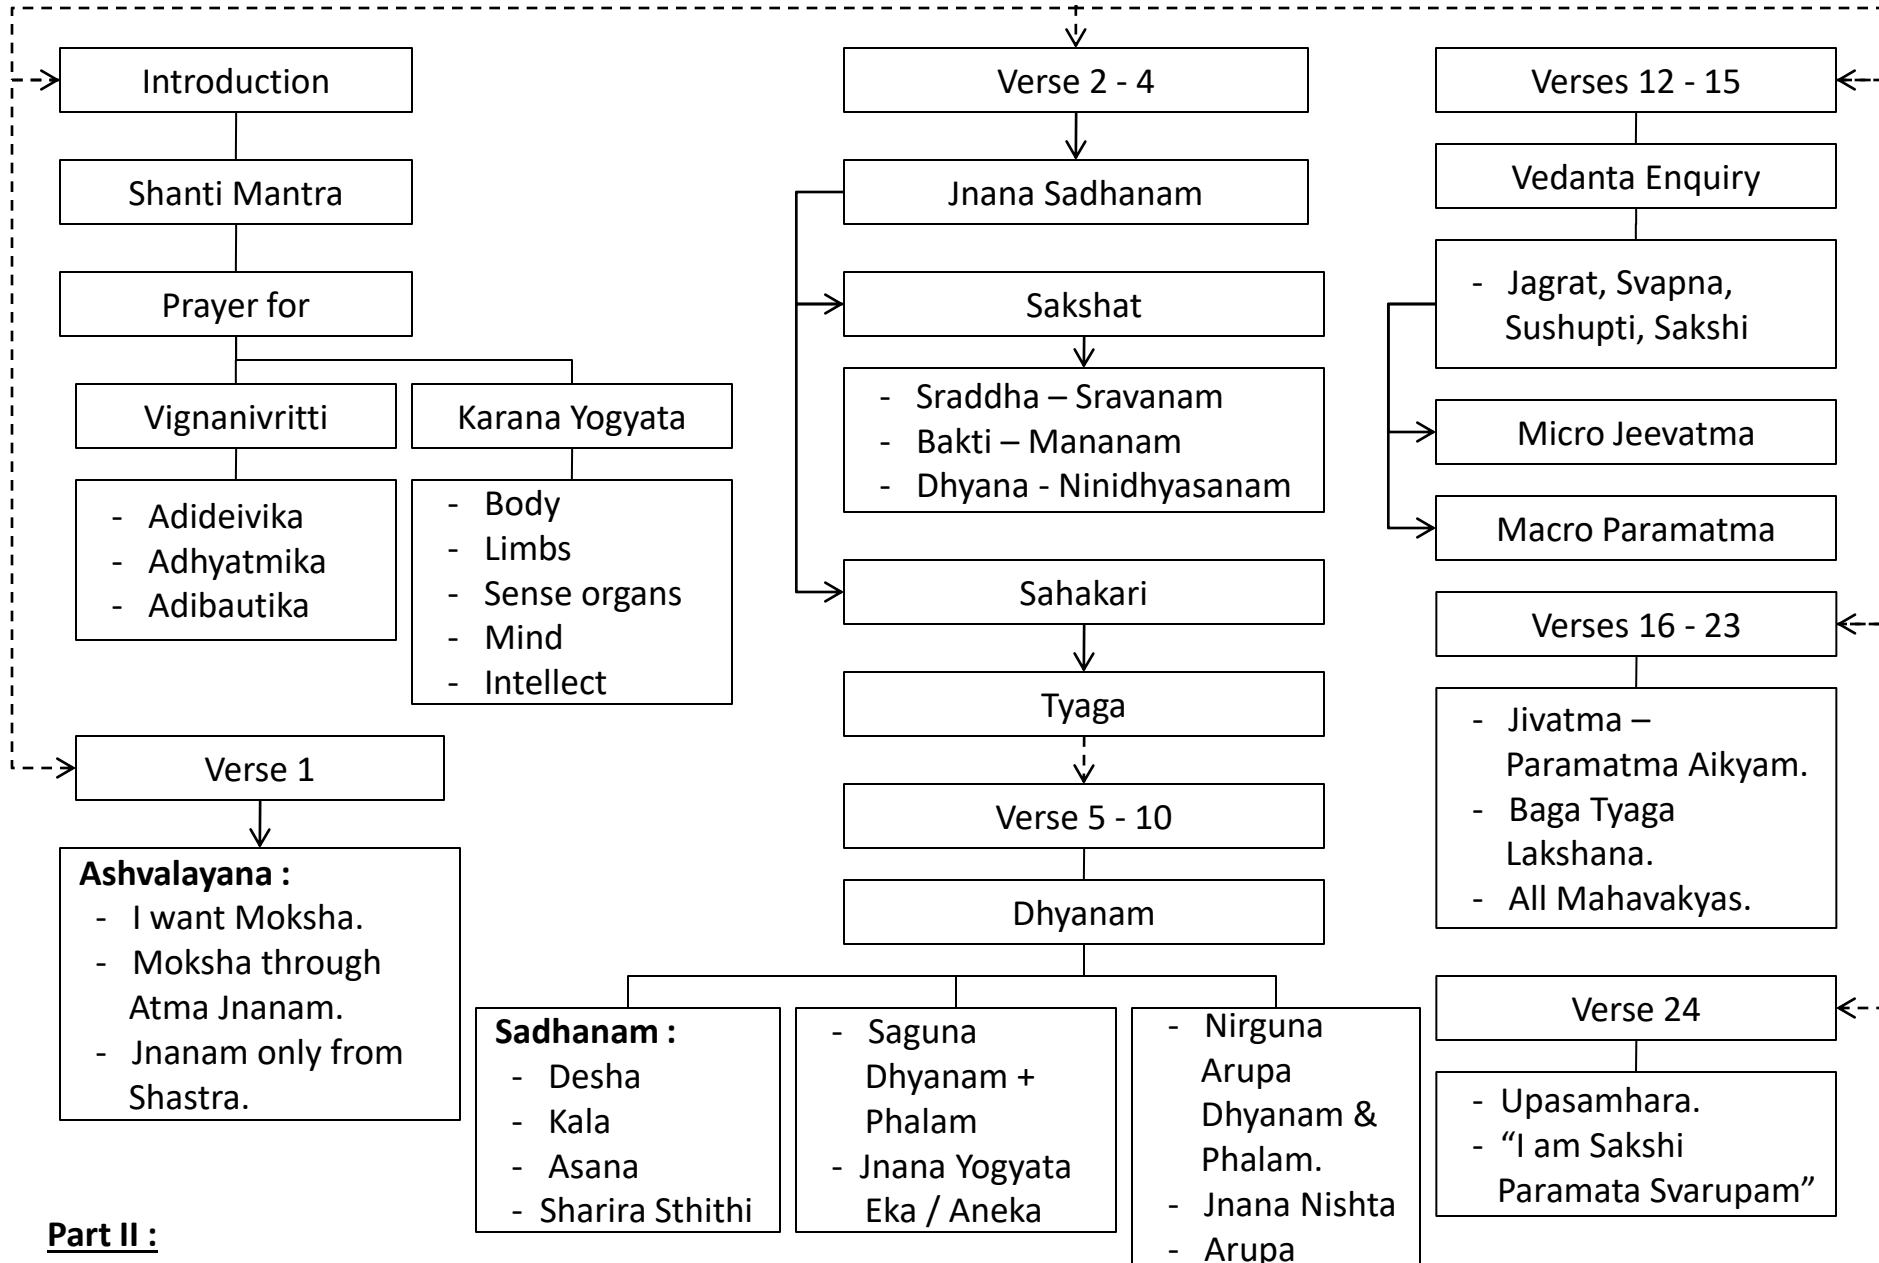 Introduction
Shanti Mantra
Prayer for
Vignanivritti
- Adideivika
- Adhyatmika
- Adibautika
Karana Yogyata
- Body
- Limbs
- Sense organs
- Mind
- Intellect
Verse 1
Ashvalayana :
- I want Moksha.
- Moksha through
Atma Jnanam.
- Jnanam only from
Shastra.
Verse 2 - 4
Jnana Sadhanam
Sakshat
- Sraddha – Sravanam
- Bakti – Mananam
- Dhyana - Ninidhyasanam
Sahakari
Tyaga
Verse 5 - 10
Dhyanam
Sadhanam :
- Desha
- Kala
- Asana
- Sharira Sthithi
- Saguna
Dhyanam +
Phalam
- Jnana Yogyata
Eka / Aneka
- Nirguna
Arupa
Dhyanam &
Phalam.
- Jnana Nishta
- Arupa
Verses 12 - 15
Vedanta Enquiry
- Jagrat, Svapna,
Sushupti, Sakshi
Micro Jeevatma
Macro Paramatma
Verses 16 - 23
- Jivatma –
Paramatma Aikyam.
- Baga Tyaga
Lakshana.
- All Mahavakyas.
Verse 24
- Upasamhara.
- “I am Sakshi
Paramata Svarupam”
Part II :